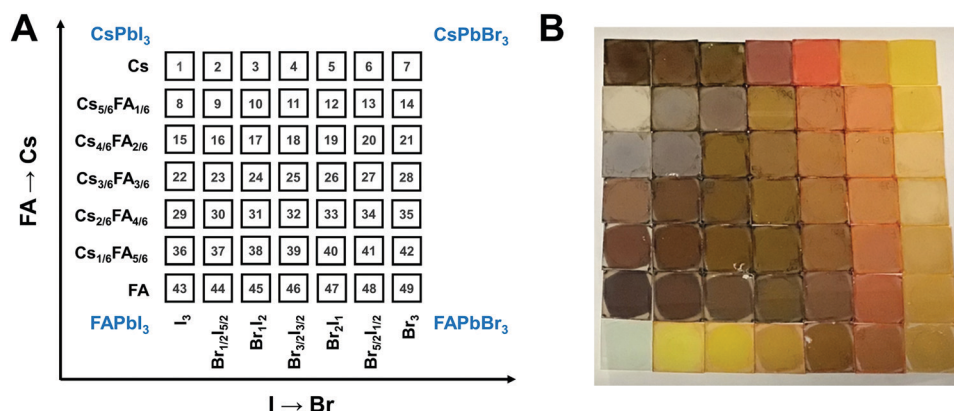 A
CsPbI3
CsPbBr3
Cs
1 2 3 4 5 6 7
Cs5/6FA1/6
8 9 10 11 12 13 14
Cs4/6FA2/6
15 16 17 18 19 20 21
Cs3/6FA3/6
22 23 24 25 26 27 28
Cs2/6FA4/6
29 30 31 32 33 34 35
Cs1/6FA5/6
36 37 38 39 40 41 42
FA
43 44 45 46 47 48 49
FA → Cs
FAPbI3
FAPbBr3
I3
Br1/2I5/2
Br1I2
Br3/2I3/2
Br2I1
Br5/2I1/2
Br3
I → Br
B